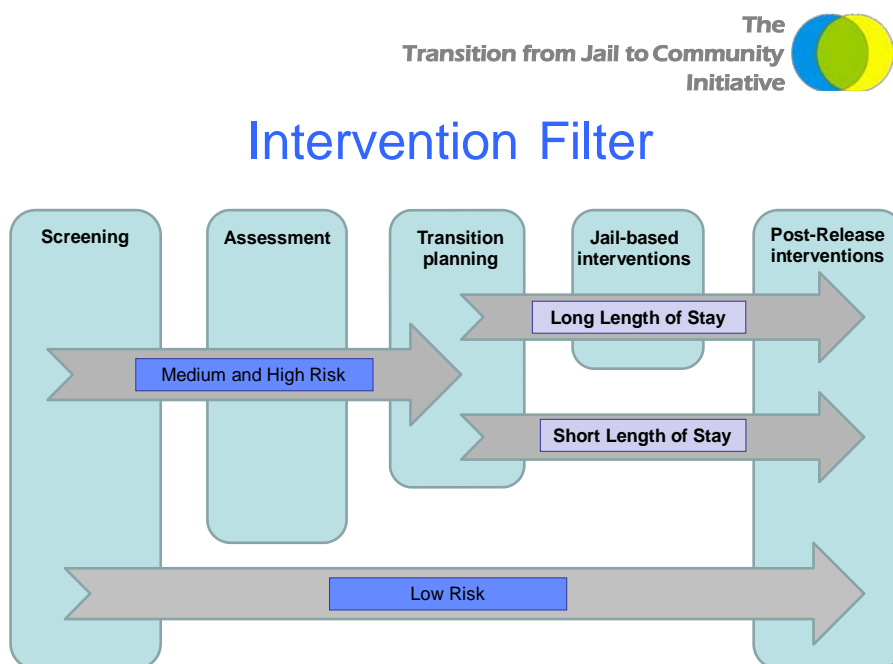 The
Transition from Jail to Community
Initiative
Intervention Filter
Screening
Assessment
Transition
planning
Jail-based
interventions
Post-Release
interventions
Long Length of Stay
Medium and High Risk
Short Length of Stay
Low Risk